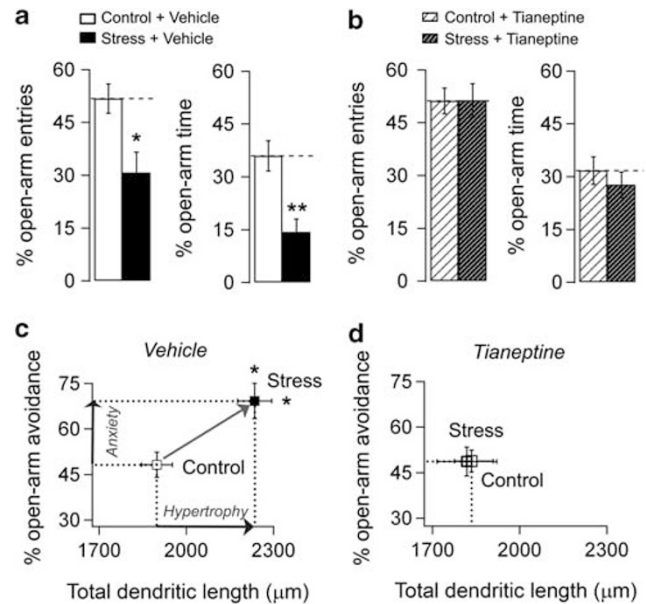 a
Control + Vehicle
Stress + Vehicle
% open-arm entries
60
45
30
15
0
*
% open-arm time
60
45
30
15
0
**
b
Control + Tianeptine
Stress + Tianeptine
% open-arm entries
60
45
30
15
0
% open-arm time
60
45
30
15
0
c
Vehicle
% open-arm avoidance
75
60
45
30
Anxiety
*
Stress
*
Control
Hypertrophy
1700 2000 2300
Total dendritic length (μm)
d
Tianeptine
% open-arm avoidance
75
60
45
30
Stress
Control
1700 2000 2300
Total dendritic length (μm)